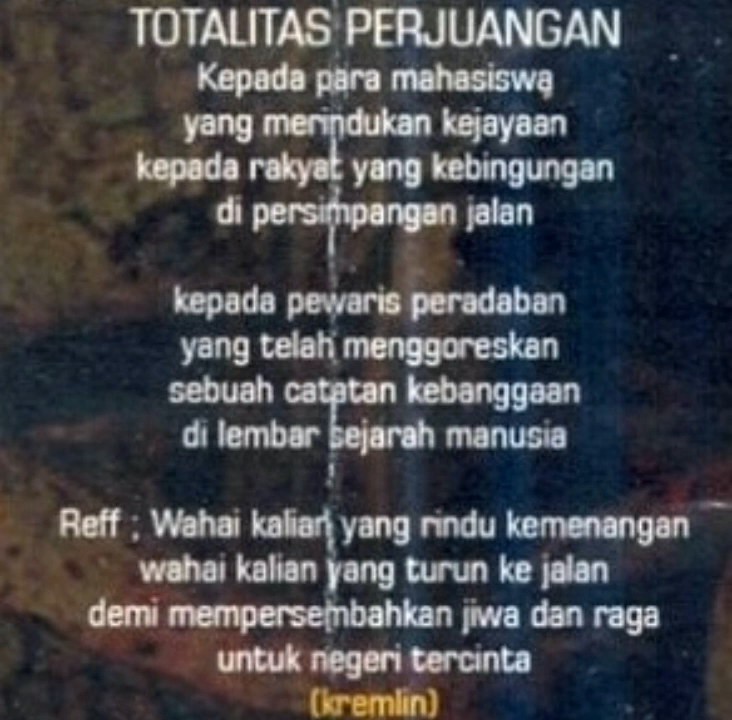 TOTALITAS PERJUANGAN
Kepada para mahasiswa
yang merindukan kejayaan
kepada rakyat yang kebingungan
di persimpangan jalan
kepada pewaris peradaban
yang telah menggoreskan
sebuah catatan kebanggaan
di lembar sejarah manusia
Reff ; Wahai kalian yang rindu kemenangan
wahai kalian yang turun ke jalan
demi mempersembahkan jiwa dan raga
untuk negeri tercinta
(kremlin)